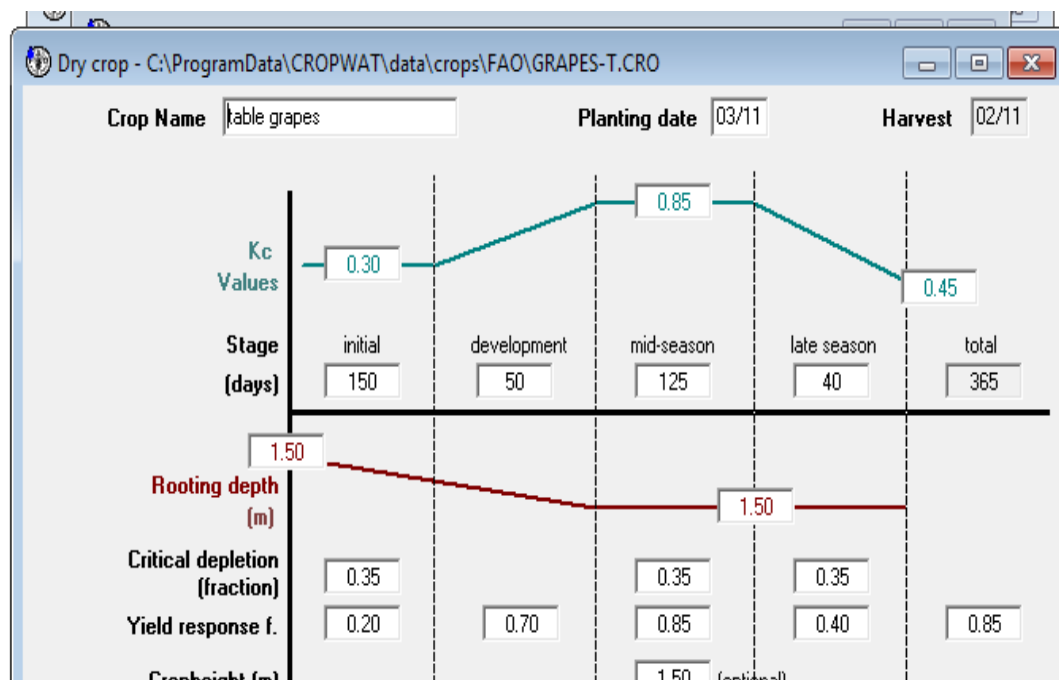 Dry crop - C:\ProgramData\CROPWAT\data\crops\FAO\GRAPES-T.CRO
Crop Name table grapes Planting date 03/11 Harvest 02/11
0.85
Kc 0.30
Values 0.45
Stage initial development mid-season late season total
(days) 150 50 125 40 365
1.50
Rooting depth 1.50
(m)
Critical depletion
(fraction) 0.35 0.35 0.35
Yield response f. 0.20 0.70 0.85 0.40 0.85
Cropheight (m) 1.50 (optional)